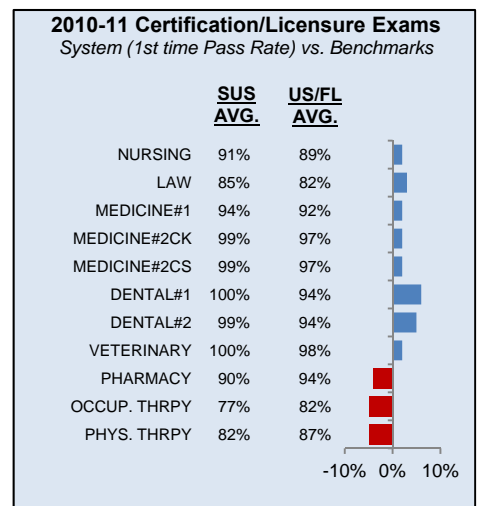 2010-11 Certification/Licensure Exams
System (1st time Pass Rate) vs. Benchmarks
SUS AVG. US/FL AVG.
NURSING 91% 89%
LAW 85% 82%
MEDICINE#1 94% 92%
MEDICINE#2CK 99% 97%
MEDICINE#2CS 99% 97%
DENTAL#1 100% 94%
DENTAL#2 99% 94%
VETERINARY 100% 98%
PHARMACY 90% 94%
OCCUP. THRPY 77% 82%
PHYS. THRPY 82% 87%
-10% 0% 10%